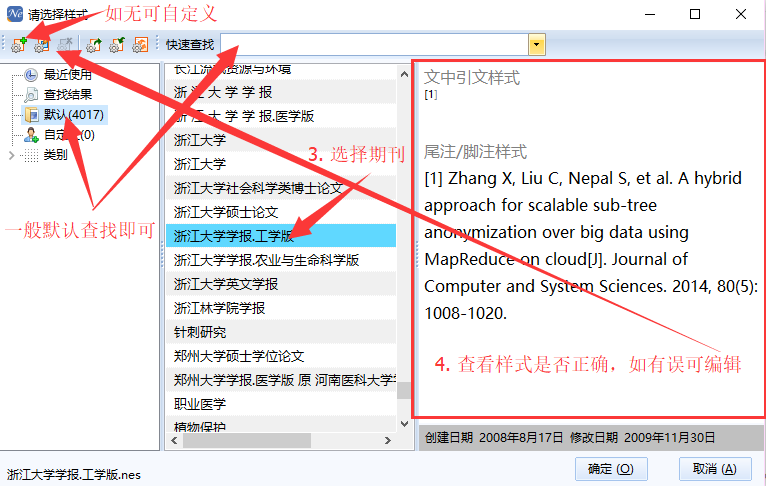 Ne 请选择样式
如无可自定义
快速查找
最近使用
查找结果
默认(4017)
自定义(0)
类别
一般默认查找即可
长江流域资源与环境
浙 江 大 学 学 报
浙 江 大 学 学 报.医学版
浙江大学
浙江大学
浙江大学社会科学类博士论文
浙江大学硕士论文
浙江大学学报.工学版
浙江大学学报.农业与生命科学版
浙江大学英文学报
浙江林学院学报
针刺研究
郑州大学硕士学位论文
郑州大学学报.医学版 原 河南医科大学学
职业医学
植物保护
3. 选择期刊
文中引文样式
[1]
尾注/脚注样式
[1] Zhang X, Liu C, Nepal S, et al. A hybrid
approach for scalable sub-tree
anonymization over big data using
MapReduce on cloud[J]. Journal of
Computer and System Sciences. 2014, 80(5):
1008-1020.
4. 查看样式是否正确，如有误可编辑
创建日期 2008年8月17日 修改日期 2009年11月30日
浙江大学学报.工学版.nes
确定 (O)
取消 (A)